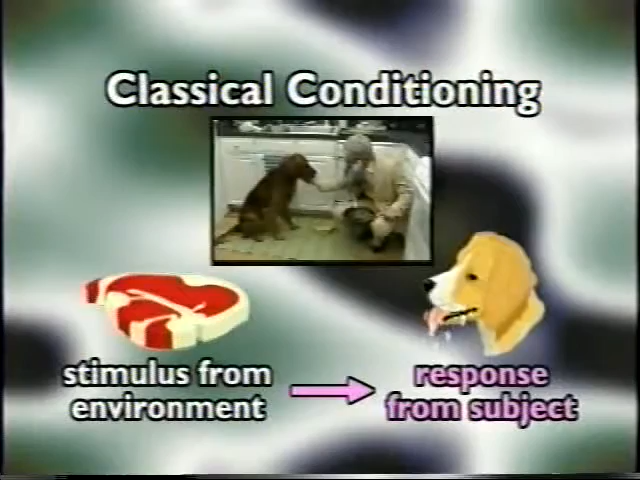 Classical Conditioning
stimulus from
environment
response
from subject